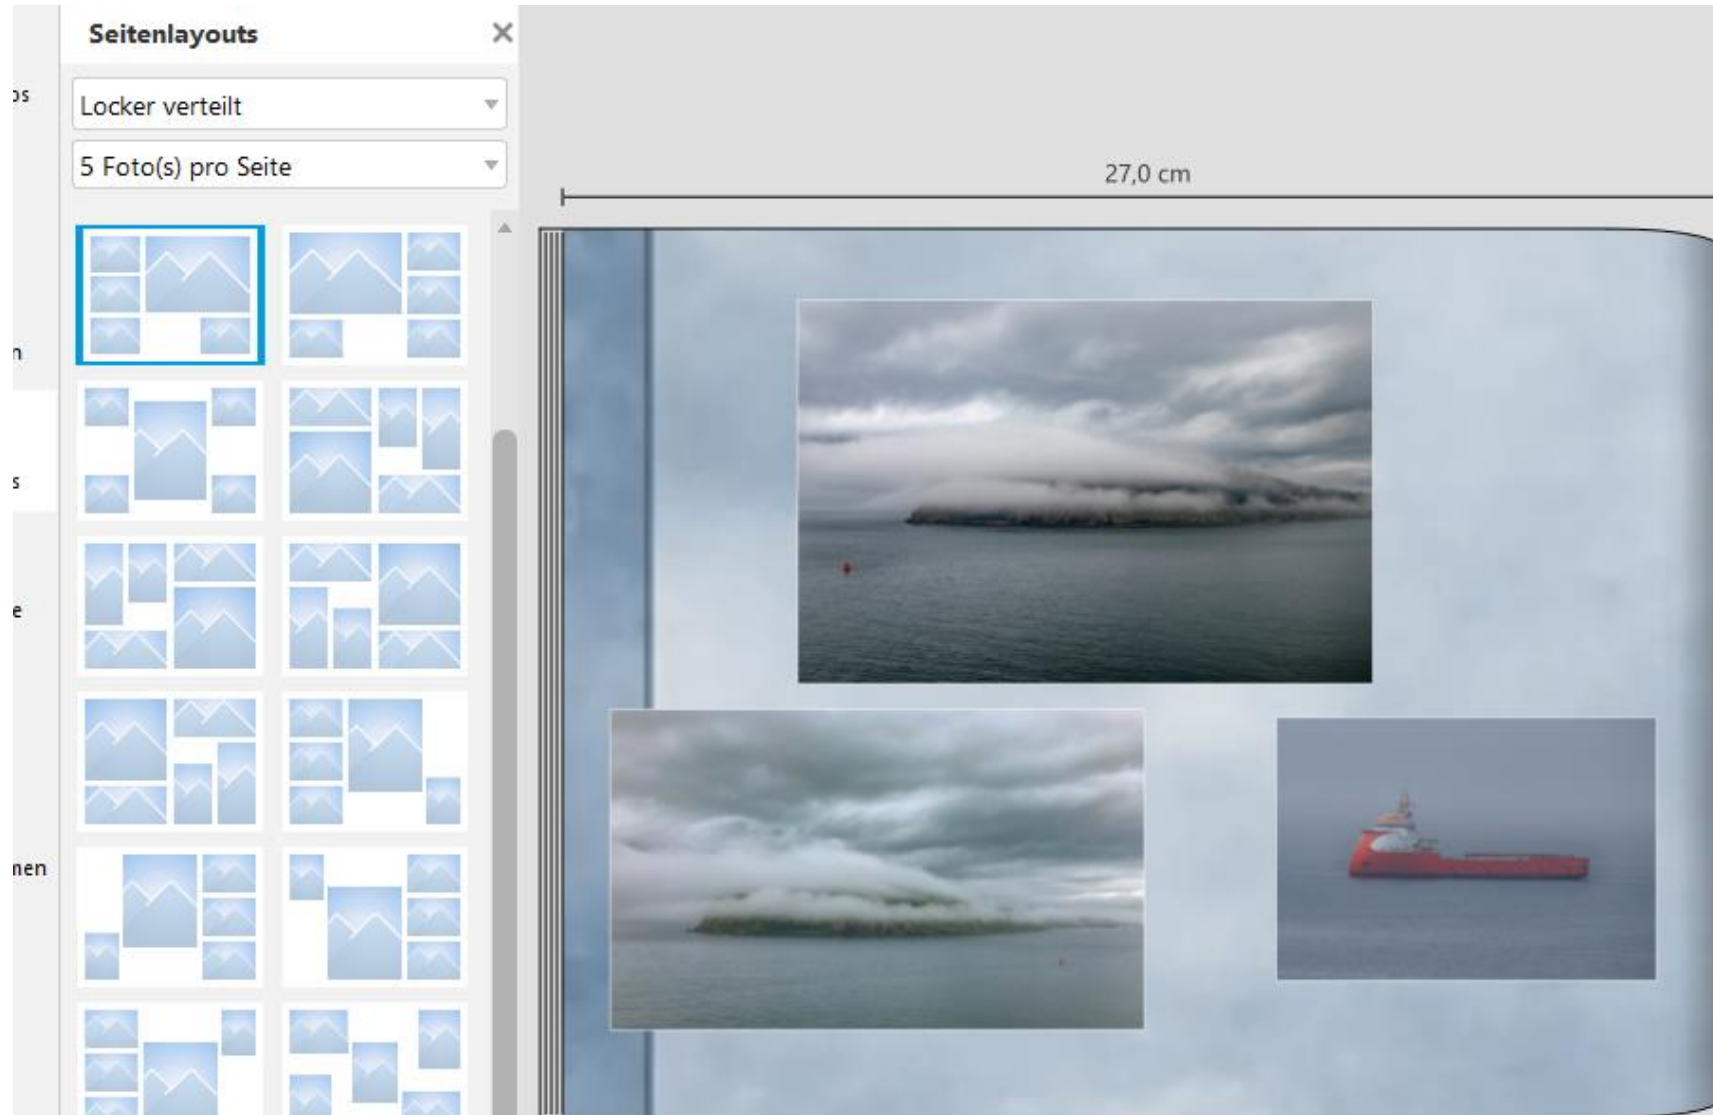 Seitenlayouts
Locker verteilt
5 Foto(s) pro Seite
27,0 cm